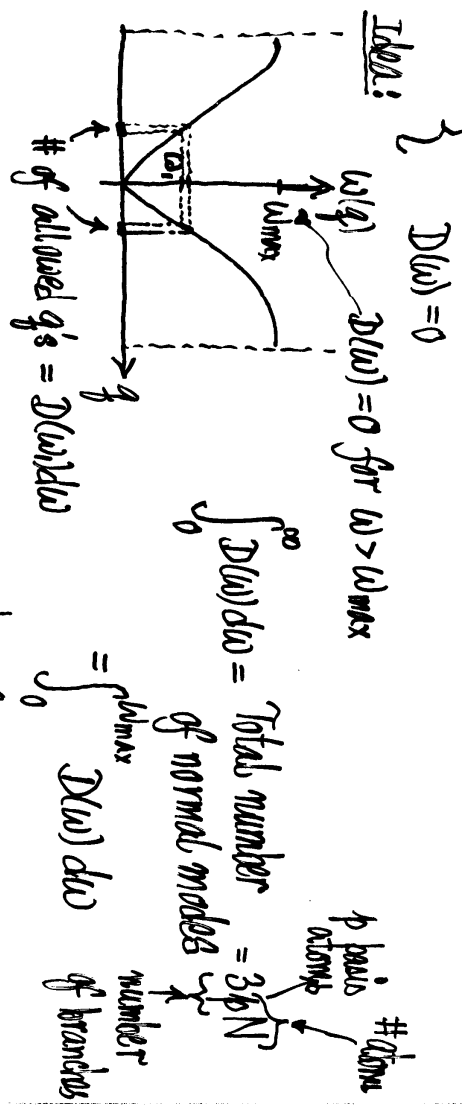 D(ω) = 0
Idea: {
ω(q)
ωmax
D(ω) = 0 for ω > ωmax
ω₁
q
# of allowed q's = D(ω₁)dω
∫₀^∞ D(ω)dω = Total number of normal modes = 3pN
= ∫₀^ωmax D(ω) dω
p basis atoms
# atoms
number of branches